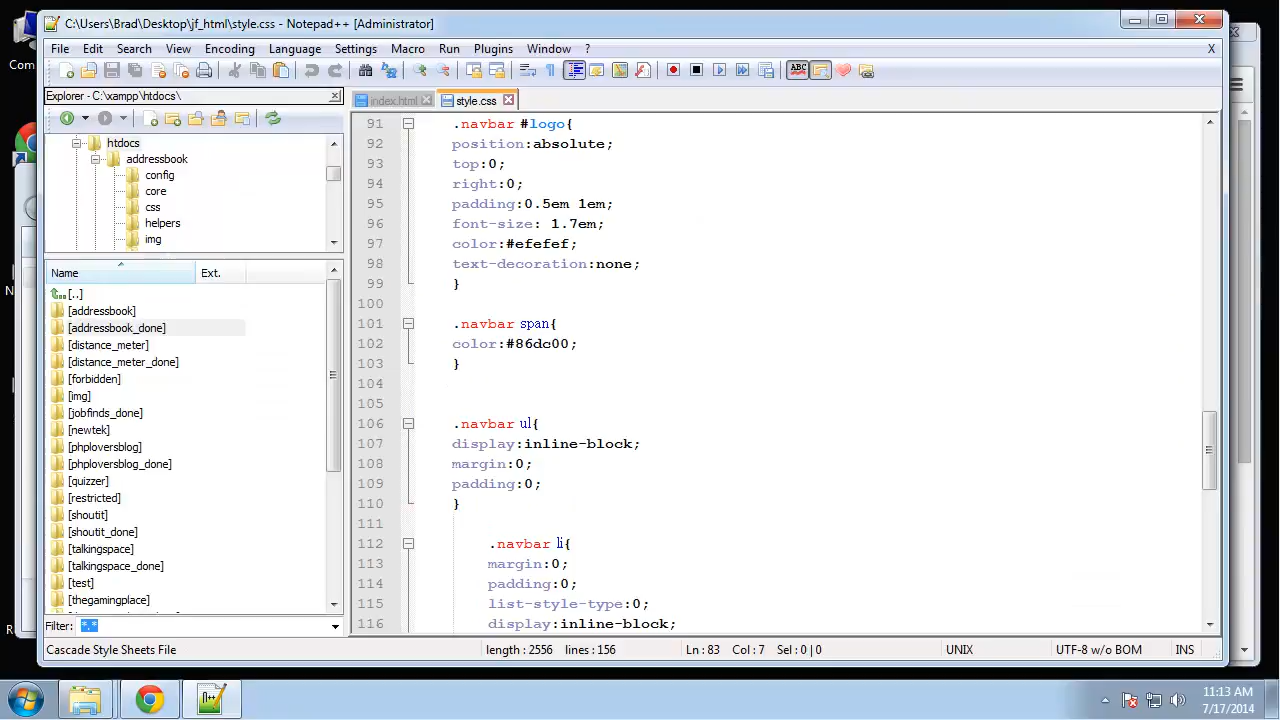 C:\Users\Brad\Desktop\jf_html\style.css - Notepad++ [Administrator]
Com
File Edit Search View Encoding Language Settings Macro Run Plugins Window ? X
Explorer - C:\xampp\htdocs\
index.html style.css
htdocs
addressbook
config
core
css
helpers
img
Name Ext.
[..]
[addressbook]
[addressbook_done]
[distance_meter]
[distance_meter_done]
[forbidden]
[img]
[jobfinds_done]
[newtek]
[phploversblog]
[phploversblog_done]
[quizzer]
[restricted]
[shoutit]
[shoutit_done]
[talkingspace]
[talkingspace_done]
[test]
[thegamingplace]
Filter: *.*
91 .navbar #logo{
92 position:absolute;
93 top:0;
94 right:0;
95 padding:0.5em 1em;
96 font-size: 1.7em;
97 color:#efefef;
98 text-decoration:none;
99 }
100
101 .navbar span{
102 color:#86dc00;
103 }
104
105
106 .navbar ul{
107 display:inline-block;
108 margin:0;
109 padding:0;
110 }
111
112 .navbar li{
113 margin:0;
114 padding:0;
115 list-style-type:0;
116 display:inline-block;
Cascade Style Sheets File length : 2556 lines : 156 Ln : 83 Col : 7 Sel : 0 | 0 UNIX UTF-8 w/o BOM INS
11:13 AM
7/17/2014